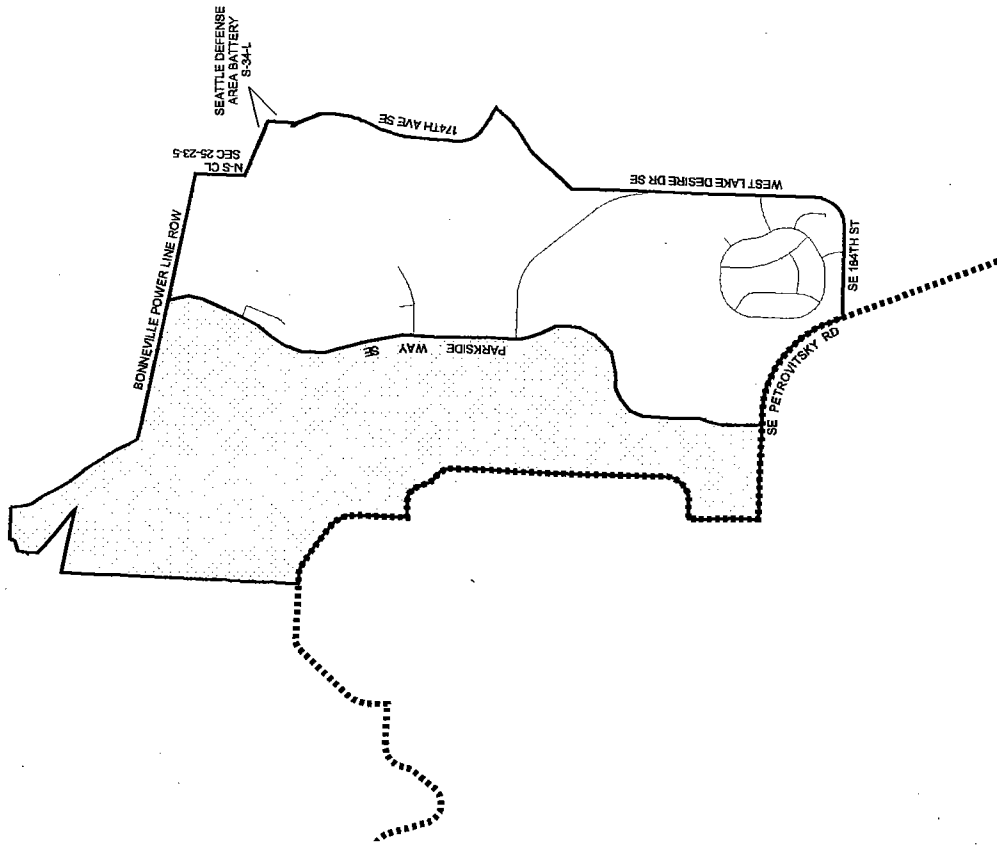 SEATTLE DEFENSE
AREA BATTERY
S-34-L
N-S CL
SEC 25-23-5
BONNEVILLE POWER LINE ROW
174TH AVE SE
PARKSIDE WAY SE
WEST LAKE DESIRE DR SE
SE 184TH ST
SE PETROVITSKY RD